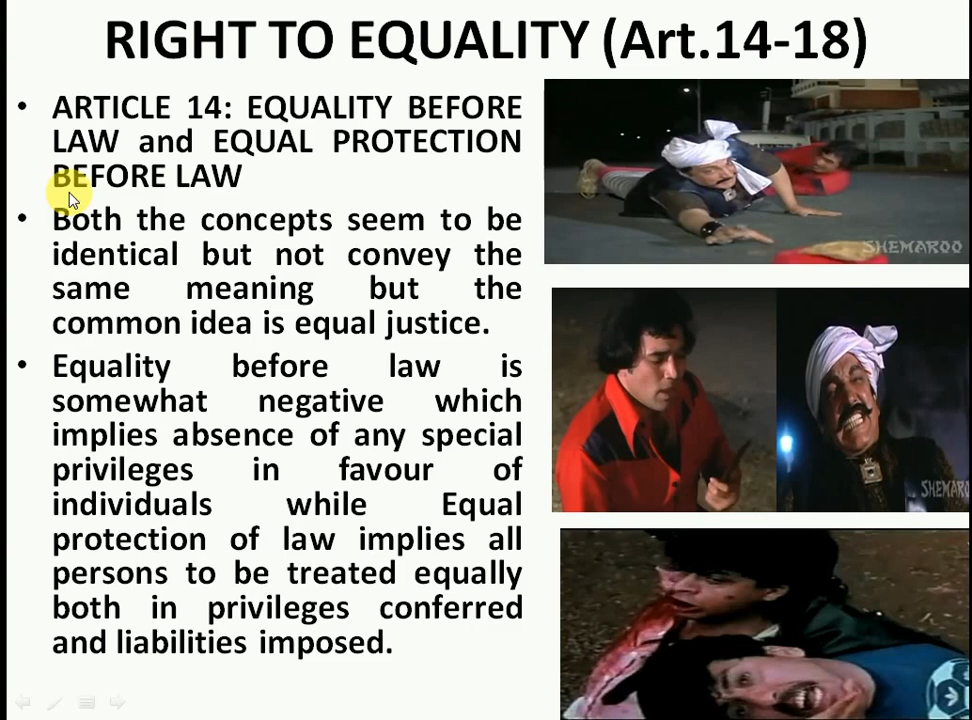 RIGHT TO EQUALITY (Art.14-18)
• ARTICLE 14: EQUALITY BEFORE
LAW and EQUAL PROTECTION
BEFORE LAW
• Both the concepts seem to be
identical but not convey the
same meaning but the
common idea is equal justice.
• Equality before law is
somewhat negative which
implies absence of any special
privileges in favour of
individuals while Equal
protection of law implies all
persons to be treated equally
both in privileges conferred
and liabilities imposed.
SHEMAROO
SHEMAROO